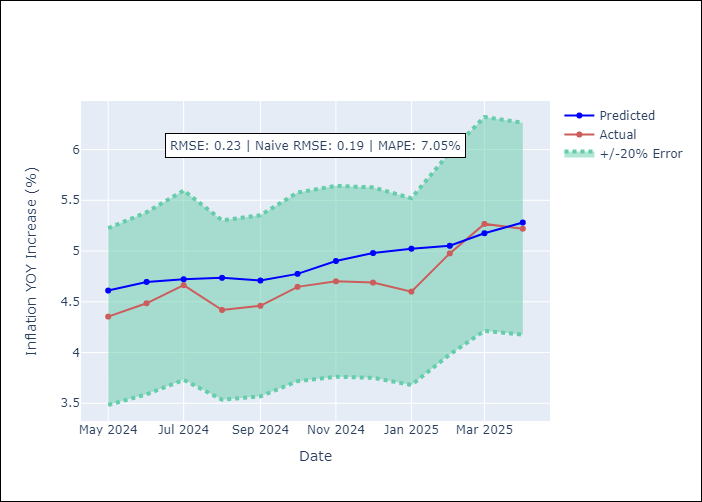 RMSE: 0.23 | Naive RMSE: 0.19 | MAPE: 7.05%
Predicted
Actual
+/-20% Error
Inflation YOY Increase (%)
6
5.5
5
4.5
4
3.5
May 2024
Jul 2024
Sep 2024
Nov 2024
Jan 2025
Mar 2025
Date